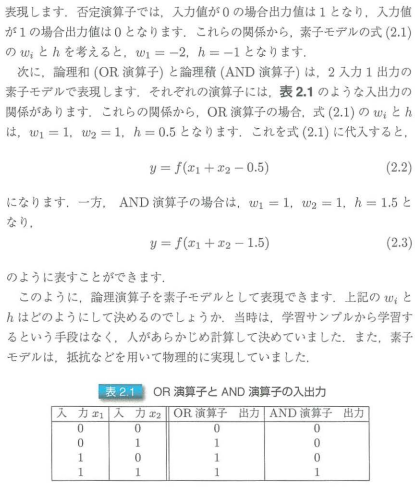 表現します．否定演算子では，入力値が 0 の場合出力値は 1 となり，入力値
が 1 の場合出力値は 0 となります．これらの関係から，素子モデルの式 (2.1)
の wᵢ と h を考えると，w₁ = −2，h = −1 となります．
次に，論理和 (OR 演算子) と論理積 (AND 演算子) は，2 入力 1 出力の
素子モデルで表現します．それぞれの演算子には，表 2.1 のような入出力の
関係があります．これらの関係から，OR 演算子の場合，式 (2.1) の wᵢ と h
は，w₁ = 1，w₂ = 1，h = 0.5 となります．これを式 (2.1) に代入すると，
y = f(x₁ + x₂ − 0.5) (2.2)
になります．一方， AND 演算子の場合は，w₁ = 1，w₂ = 1，h = 1.5 と
なり，
y = f(x₁ + x₂ − 1.5) (2.3)
のように表すことができます．
このように，論理演算子を素子モデルとして表現できます．上記の wᵢ と
h はどのようにして決めるのでしょうか．当時は，学習サンプルから学習す
るという手段はなく，人があらかじめ計算して決めていました．また，素子
モデルは，抵抗などを用いて物理的に実現していました．
表 2.1 OR 演算子と AND 演算子の入出力
入 力 x₁ 入 力 x₂ OR 演算子 出力 AND 演算子 出力
0 0 0 0
0 1 1 0
1 0 1 0
1 1 1 1